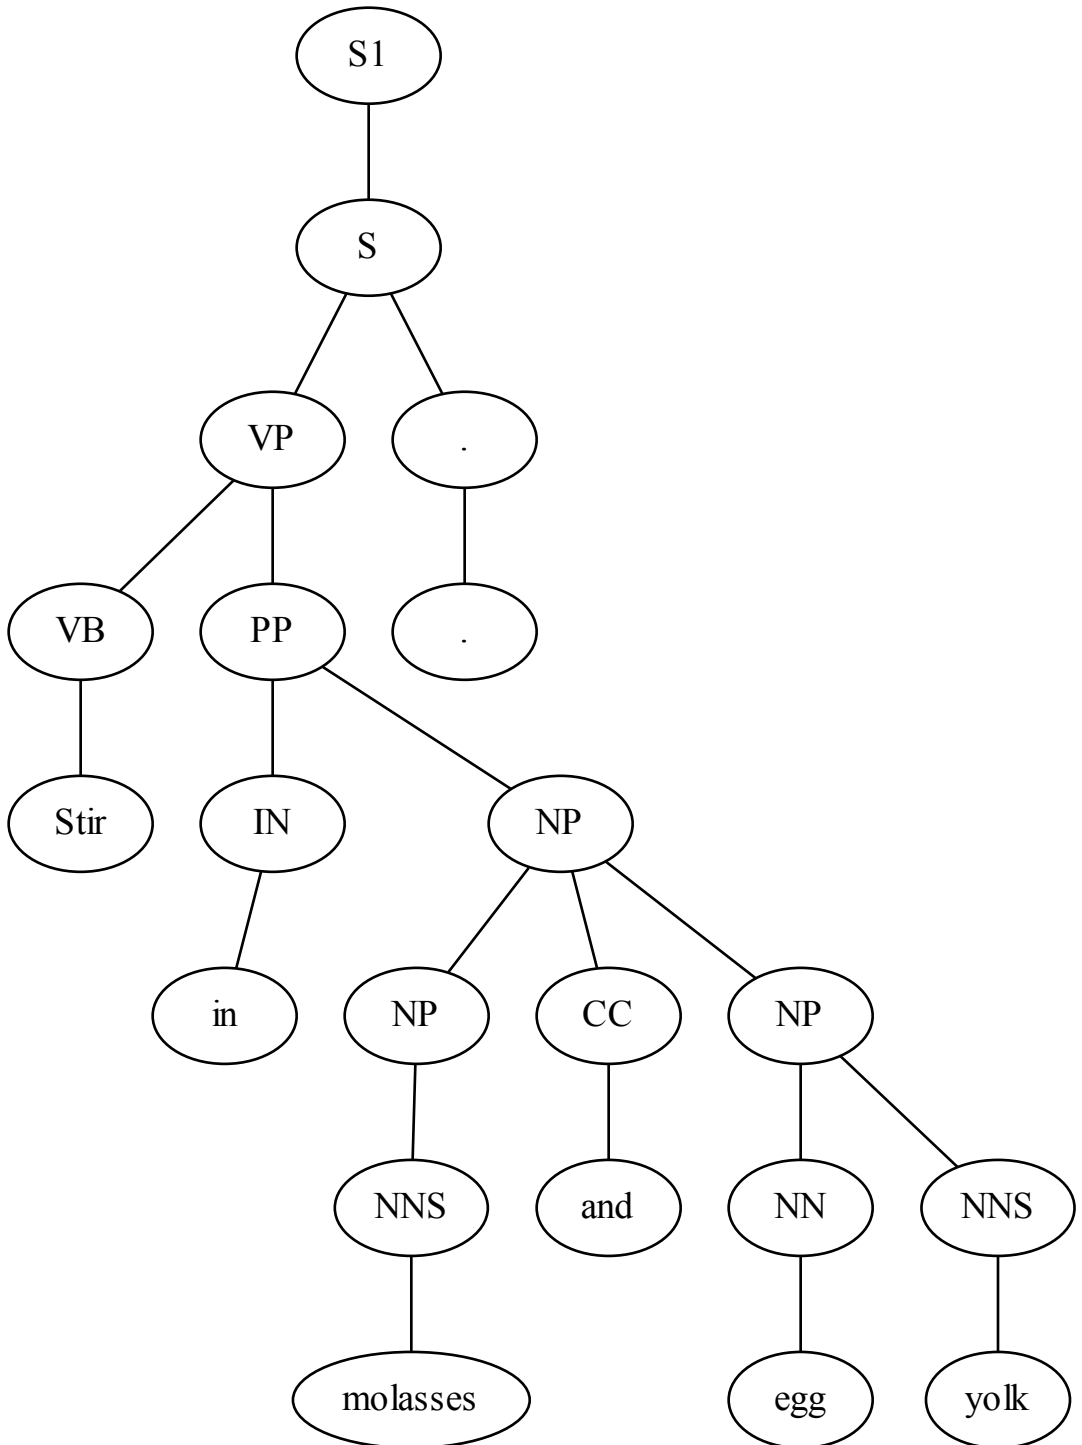 S1
S
VP .
VB PP .
Stir IN NP
in NP CC NP
NNS and NN NNS
molasses egg yolk